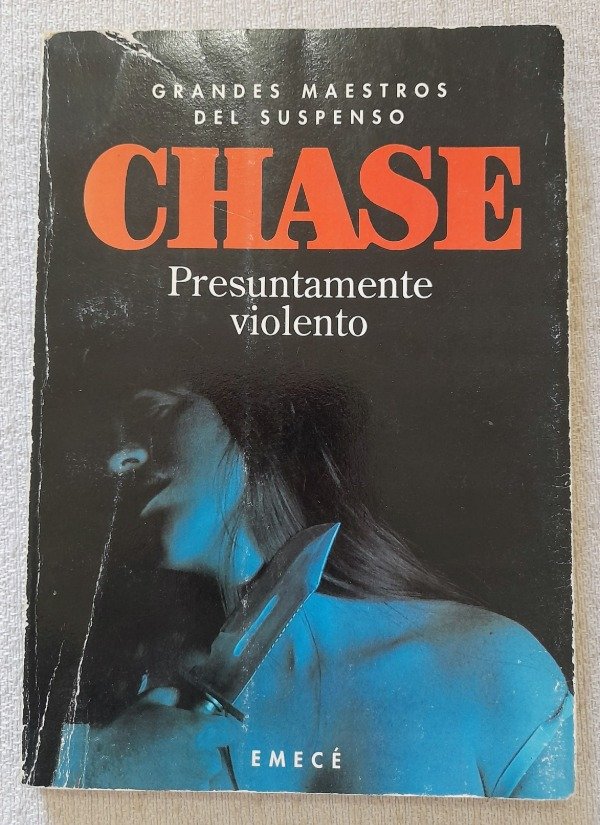 GRANDES MAESTROS
DEL SUSPENSO
CHASE
Presuntamente
violento
EMECÉ